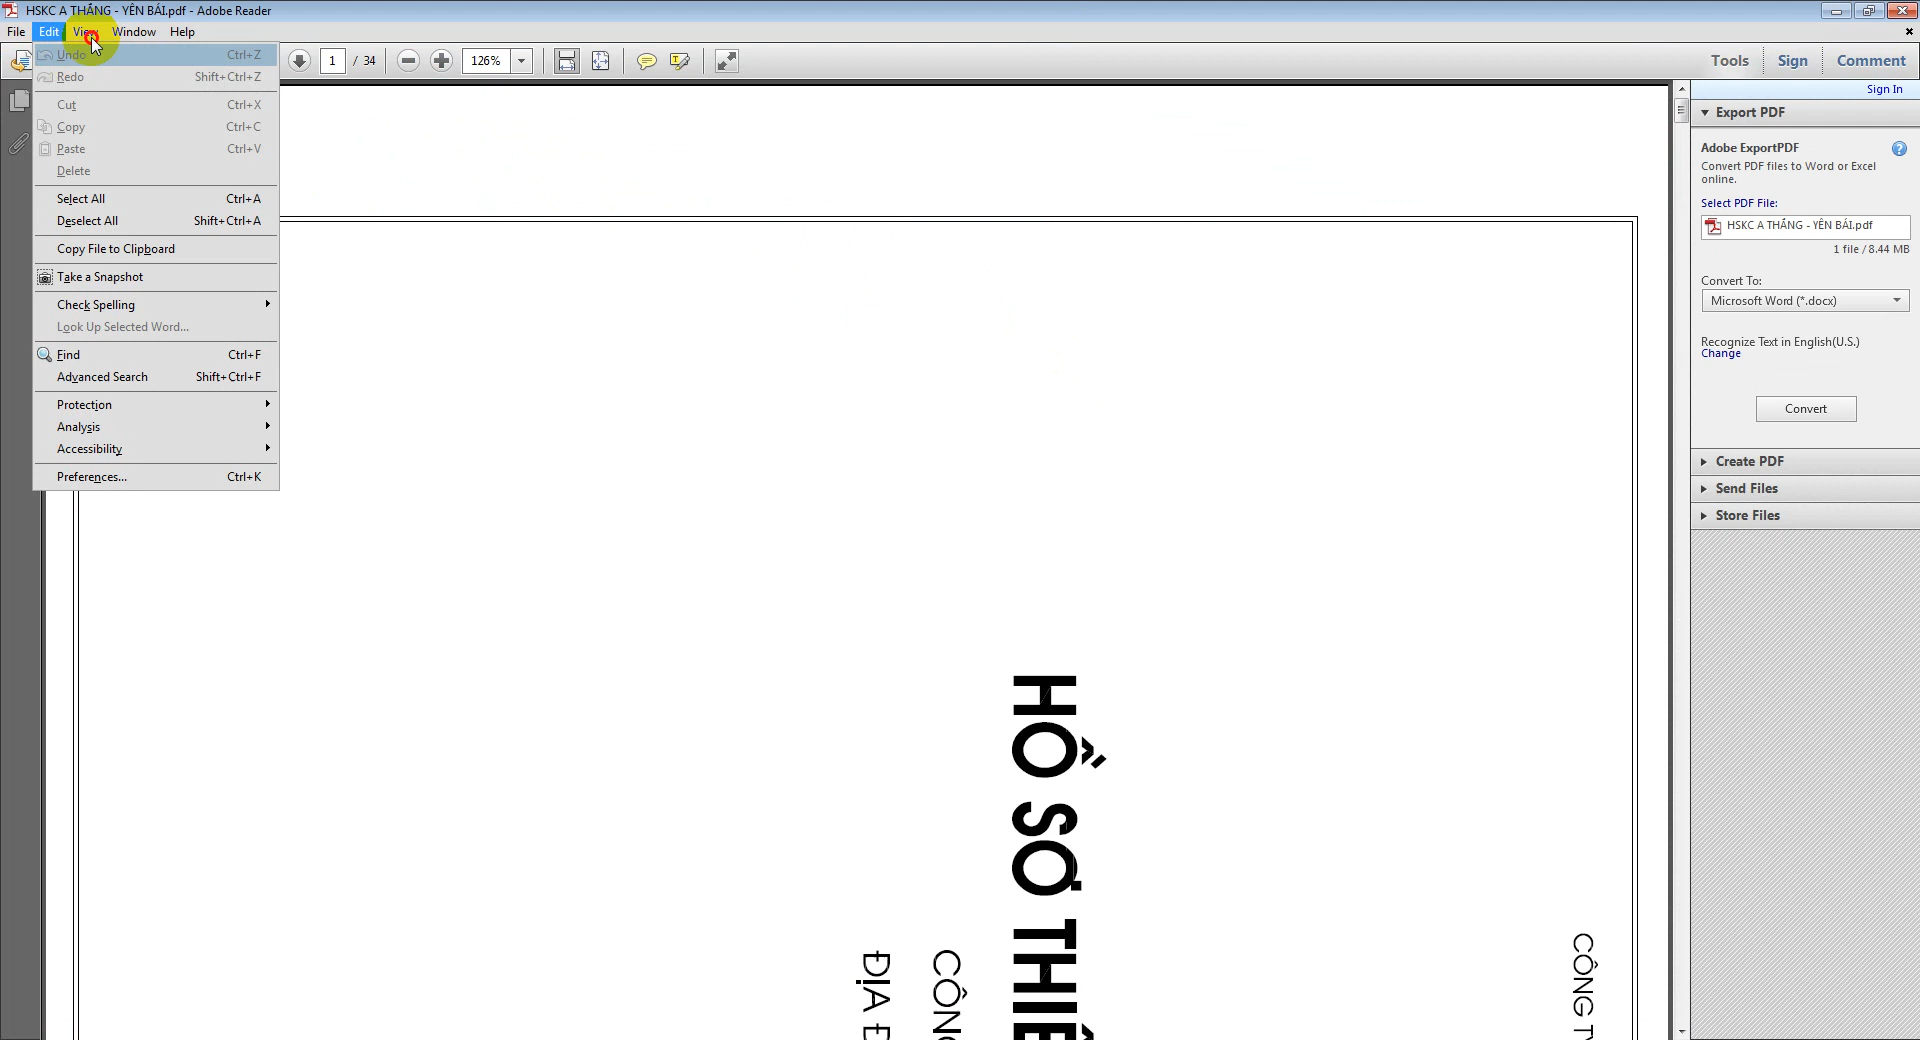 HSKC A THẮNG - YÊN BÁI.pdf - Adobe Reader
File Edit View Window Help
1 / 34 126% Tools Sign Comment
Undo Ctrl+Z
Redo Shift+Ctrl+Z
Cut Ctrl+X
Copy Ctrl+C
Paste Ctrl+V
Delete
Select All Ctrl+A
Deselect All Shift+Ctrl+A
Copy File to Clipboard
Take a Snapshot
Check Spelling
Look Up Selected Word...
Find Ctrl+F
Advanced Search Shift+Ctrl+F
Protection
Analysis
Accessibility
Preferences... Ctrl+K
CÔNG
HỒ SƠ
ĐỊA
Sign In
Export PDF
Adobe ExportPDF
Convert PDF files to Word or Excel
online.
Select PDF File:
HSKC A THẮNG - YÊN BÁI.pdf
1 file / 8.44 MB
Convert To:
Microsoft Word (*.docx)
Recognize Text in English(U.S.)
Change
Convert
Create PDF
Send Files
Store Files